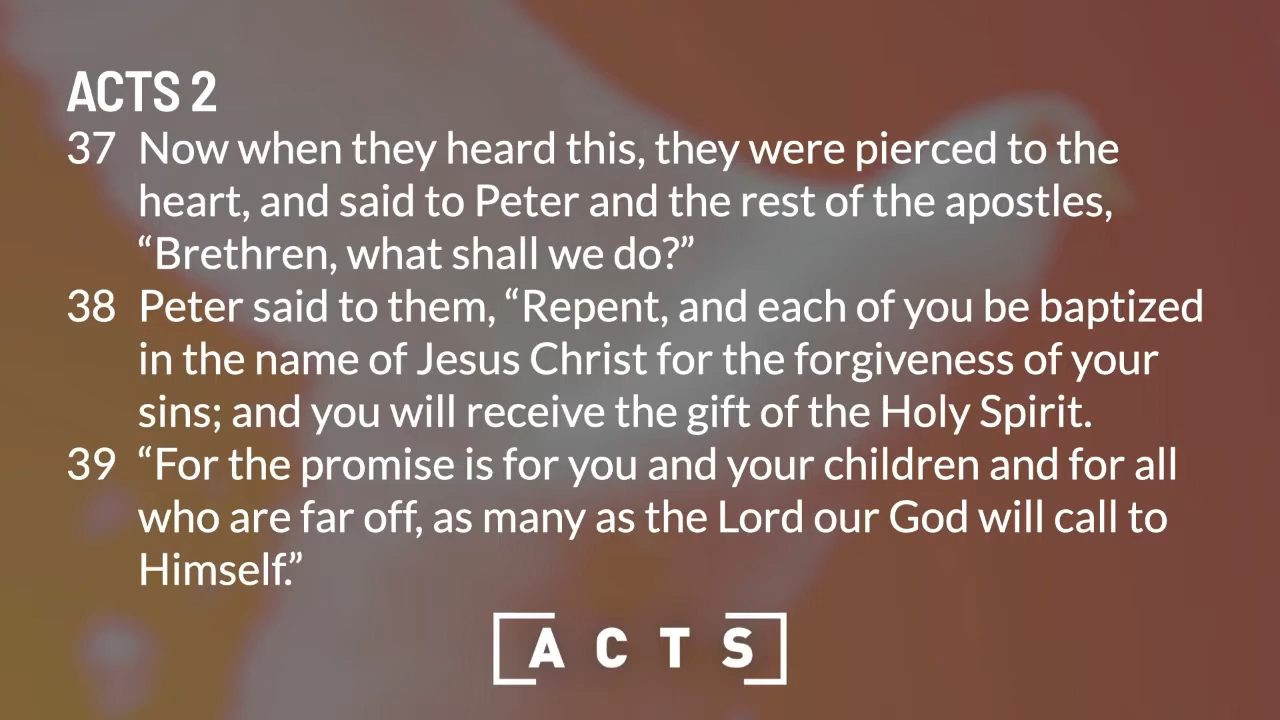 ACTS 2
37 Now when they heard this, they were pierced to the
heart, and said to Peter and the rest of the apostles,
“Brethren, what shall we do?”
38 Peter said to them, “Repent, and each of you be baptized
in the name of Jesus Christ for the forgiveness of your
sins; and you will receive the gift of the Holy Spirit.
39 “For the promise is for you and your children and for all
who are far off, as many as the Lord our God will call to
Himself.”
ACTS